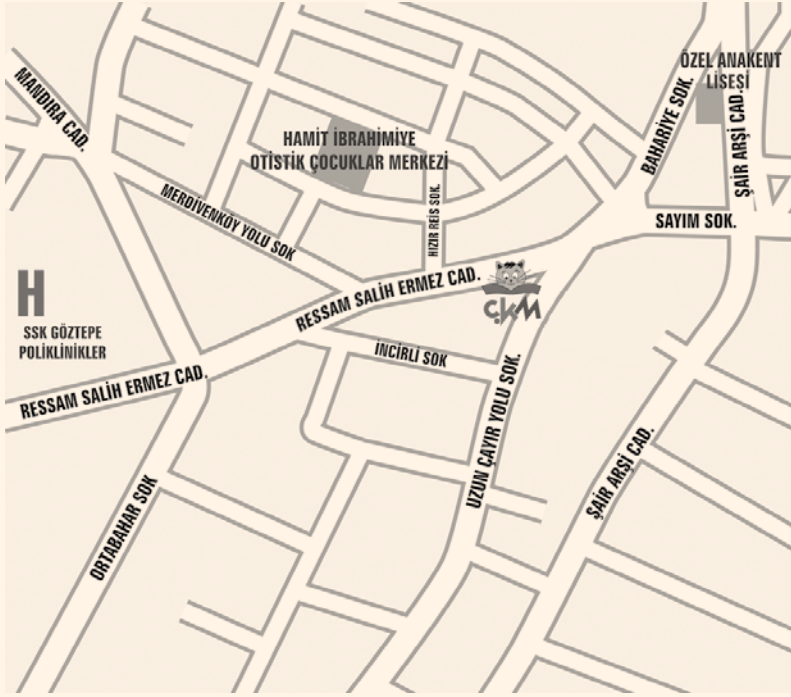 ÖZEL ANAKENT
LİSESİ
MANDIRA CAD.
BAHARİYE SOK.
ŞAİR ARŞİ CAD.
HAMİT İBRAHİMİYE
OTİSTİK ÇOCUKLAR MERKEZİ
MERDİVENKÖY YOLU SOK
HIZIR REİS SOK.
SAYIM SOK.
H
SSK GÖZTEPE
POLİKLİNİKLER
RESSAM SALİH ERMEZ CAD.
ÇKM
İNCİRLİ SOK
RESSAM SALİH ERMEZ CAD.
UZUN ÇAYIR YOLU SOK.
ŞAİR ARŞİ CAD.
ORTABAHAR SOK